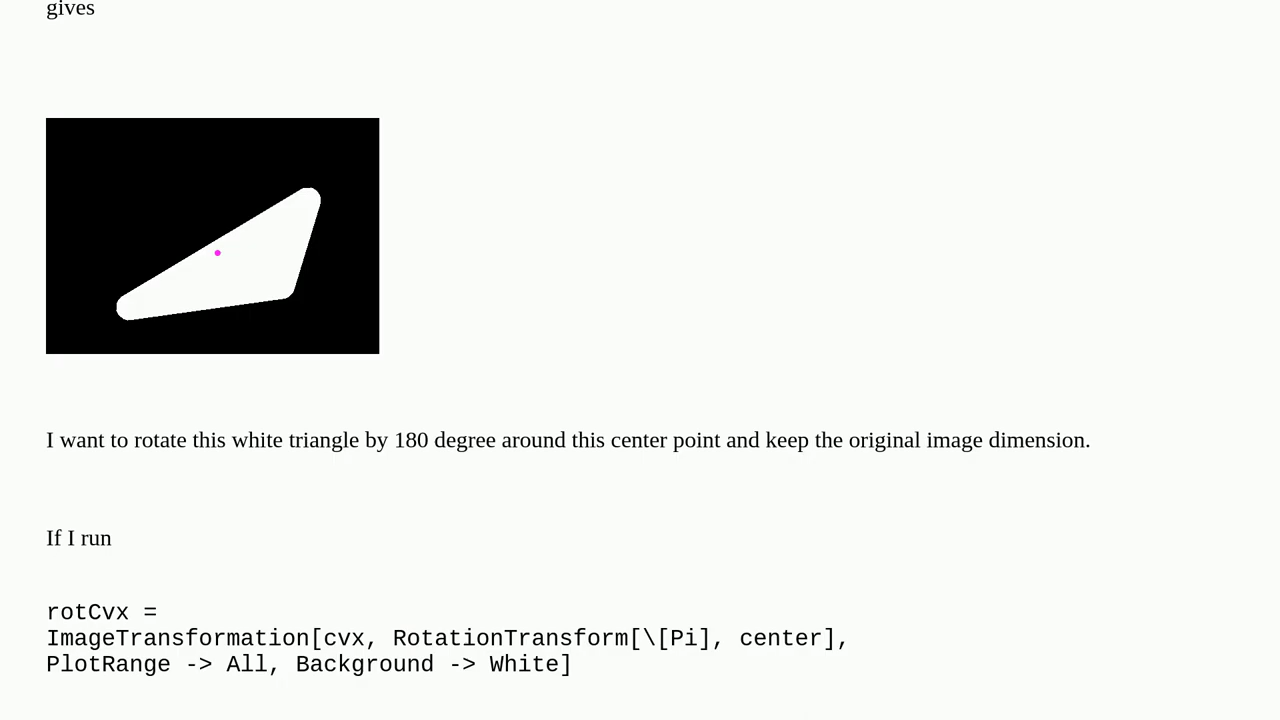 gives
I want to rotate this white triangle by 180 degree around this center point and keep the original image dimension.
If I run
rotCvx =
ImageTransformation[cvx, RotationTransform[\[Pi], center],
PlotRange -> All, Background -> White]